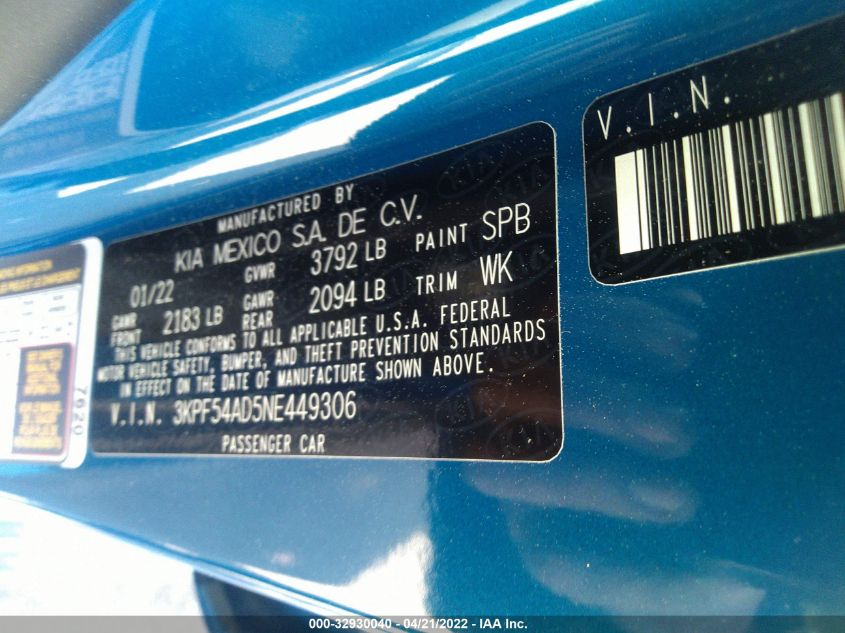 MANUFACTURED BY
KIA MEXICO S.A. DE C.V.
01/22 GVWR 3792 LB PAINT SPB
GAWR FRONT 2183 LB GAWR REAR 2094 LB TRIM WK
THIS VEHICLE CONFORMS TO ALL APPLICABLE U.S.A. FEDERAL
MOTOR VEHICLE SAFETY, BUMPER, AND THEFT PREVENTION STANDARDS
IN EFFECT ON THE DATE OF MANUFACTURE SHOWN ABOVE.
V.I.N. 3KPF54AD5NE449306
PASSENGER CAR
V.I.N.
7620
000-32930040 - 04/21/2022 - IAA Inc.